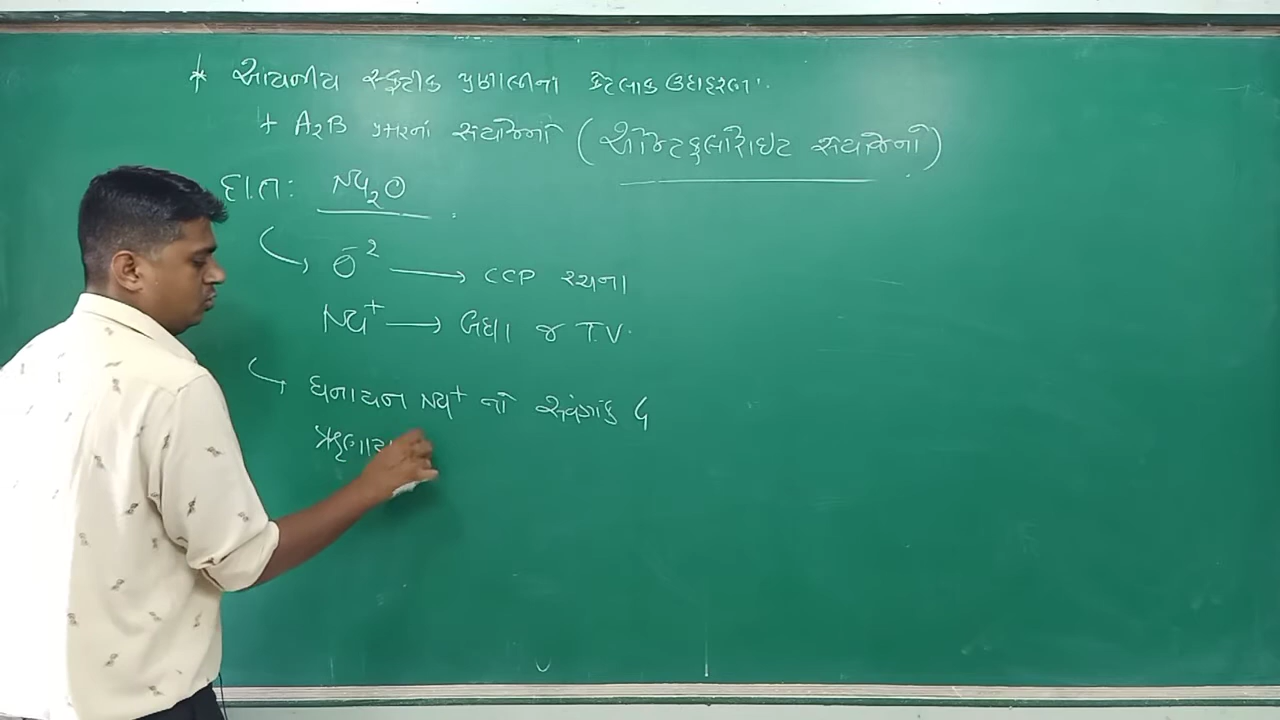 * આયનીય સ્ફટીક પ્રણાલીના કેટલાક ઉદાહરણ :
+ A₂B પ્રકારનાં સંયોજનો (એન્ટિફ્લોરાઇટ સંયોજનો)
દા.ત: Na₂O
O⁻² → CCP રચના
Na⁺ → બધા જ T.V.
ધનાયન Na⁺ નો સવર્ગાંક 4
ઋણાય